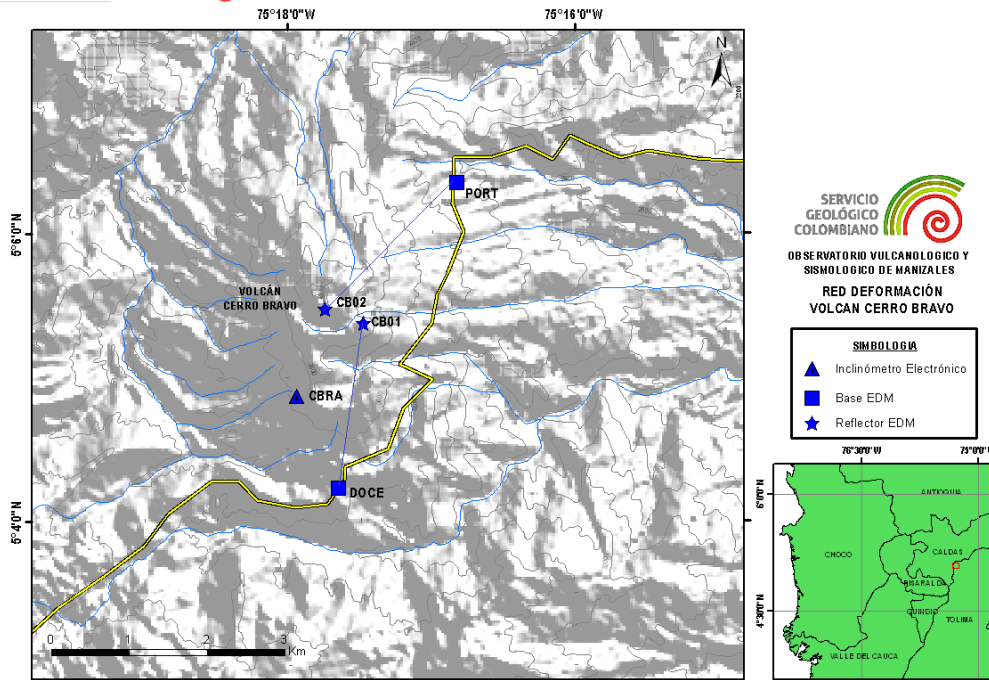 75°18'0"W
75°16'0"W
N
PORT
5°6'0"N
VOLCÁN
CERRO BRAVO
CB02
CB01
CBRA
DOCE
5°4'0"N
0 1 2 3
Km
SERVICIO
GEOLÓGICO
COLOMBIANO
OBSERVATORIO VULCANOLOGICO Y
SISMOLOGICO DE MANIZALES
RED DEFORMACIÓN
VOLCAN CERRO BRAVO
SIMBOLOGIA
Inclinómetro Electrónico
Base EDM
Reflector EDM
76°30'0"W
75°0'0"
6°0'0"N
ANTIOQUIA
CHOCO
CALDAS
RISARALDA
QUINDIO
4°30'0"N
TOLIMA
VALLE DEL CAUCA